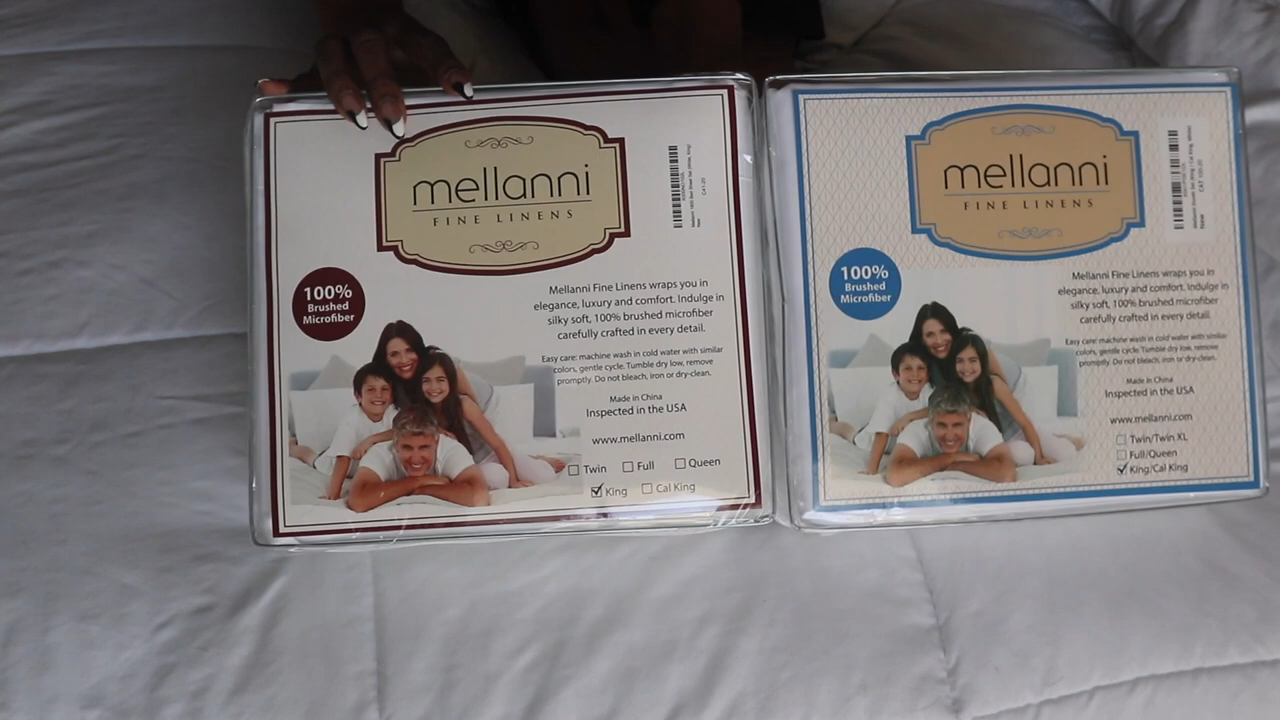 mellanni
FINE LINENS
100%
Brushed
Microfiber
Mellanni Fine Linens wraps you in
elegance, luxury and comfort. Indulge in
silky soft, 100% brushed microfiber
carefully crafted in every detail.
Easy care: machine wash in cold water with similar
colors, gentle cycle. Tumble dry low, remove
promptly. Do not bleach, iron or dry-clean.
Made in China
Inspected in the USA
www.mellanni.com
Twin Full Queen
King Cal King
mellanni
FINE LINENS
100%
Brushed
Microfiber
Mellanni Fine Linens wraps you in
elegance, luxury and comfort. Indulge in
silky soft, 100% brushed microfiber
carefully crafted in every detail.
Easy care: machine wash in cold water with similar
colors, gentle cycle. Tumble dry low, remove
promptly. Do not bleach, iron or dry-clean.
Made in China
Inspected in the USA
www.mellanni.com
Twin/Twin XL
Full/Queen
King/Cal King
New